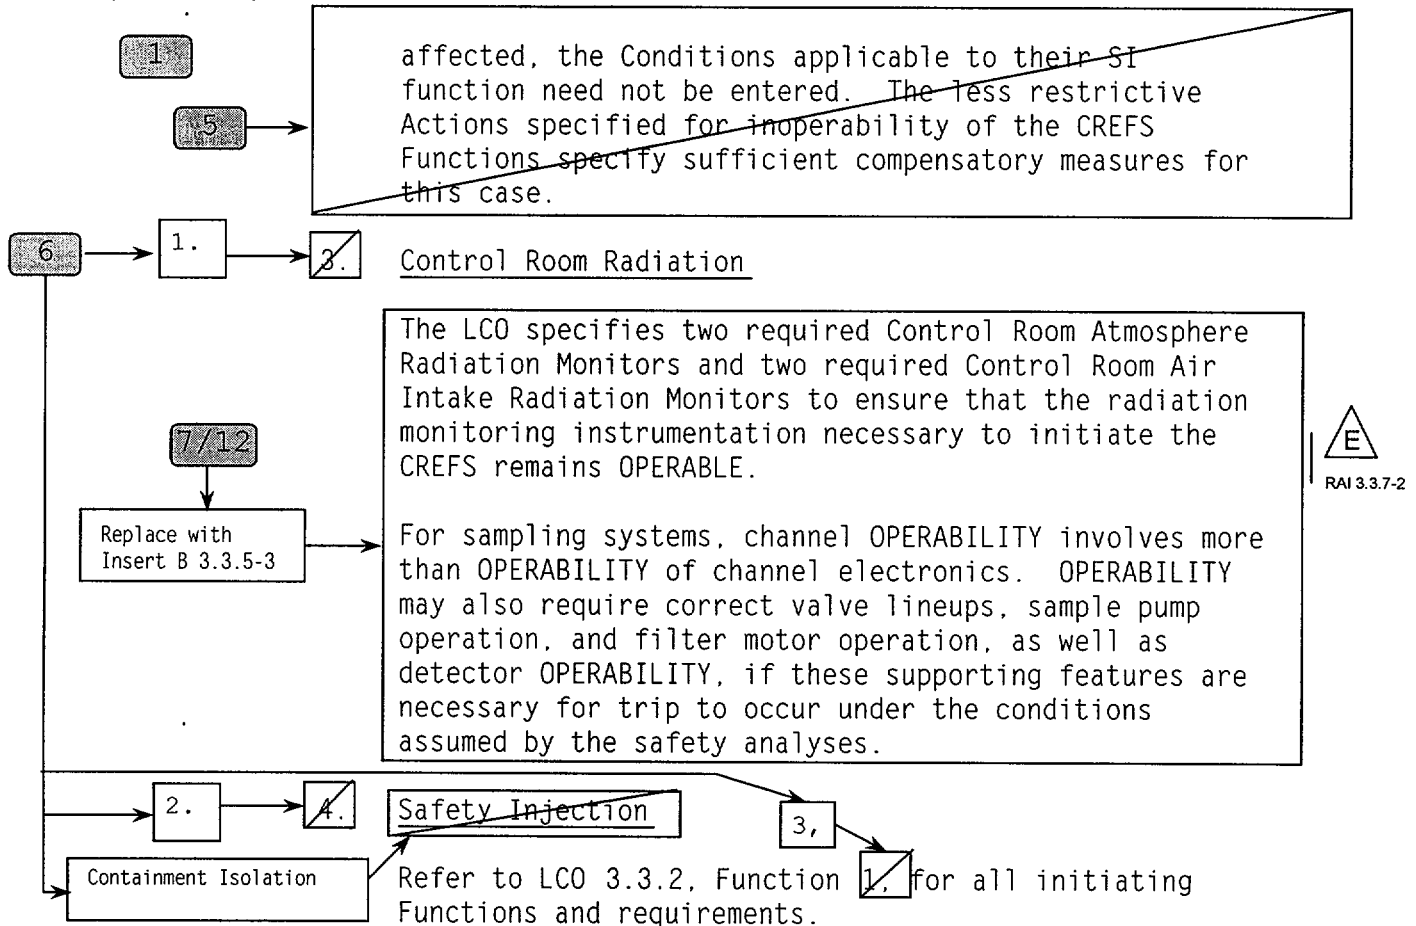 1
affected, the Conditions applicable to their SI
function need not be entered. The less restrictive
5
Actions specified for inoperability of the CREFS
Functions specify sufficient compensatory measures for
this case.
6
1.
3.
Control Room Radiation
The LCO specifies two required Control Room Atmosphere
Radiation Monitors and two required Control Room Air
Intake Radiation Monitors to ensure that the radiation
monitoring instrumentation necessary to initiate the
CREFS remains OPERABLE.
E
RAI 3.3.7-2
7/12
Replace with
Insert B 3.3.5-3
For sampling systems, channel OPERABILITY involves more
than OPERABILITY of channel electronics. OPERABILITY
may also require correct valve lineups, sample pump
operation, and filter motor operation, as well as
detector OPERABILITY, if these supporting features are
necessary for trip to occur under the conditions
assumed by the safety analyses.
2.
4.
Safety Injection
3,
Containment Isolation
Refer to LCO 3.3.2, Function 1, for all initiating
Functions and requirements.